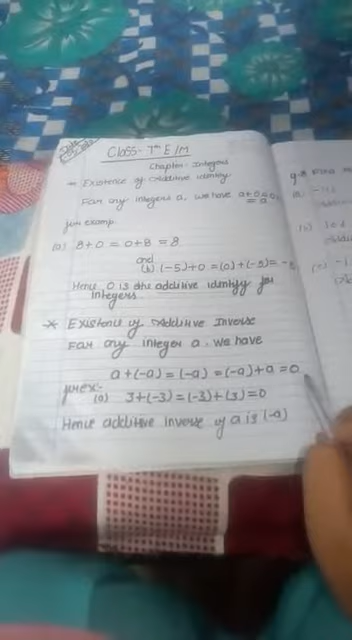 Class - 7th E/M
Chapter - Integers
→ Existence of Additive identity
For any integers a, we have a+0=0+a
= a
for examp
(a) 8+0 = 0+8 = 8
and
(b) (-5)+0 = (0)+(-5) = -5
Hence, 0 is the additive identity for
integers
* Existence of Additive Inverse
For any integer a. we have
a+(-a) = (-a) = (-a)+a = 0
for ex:-
(a) 3+(-3) = (-3)+(3) = 0
Hence additive inverse of a is (-a)